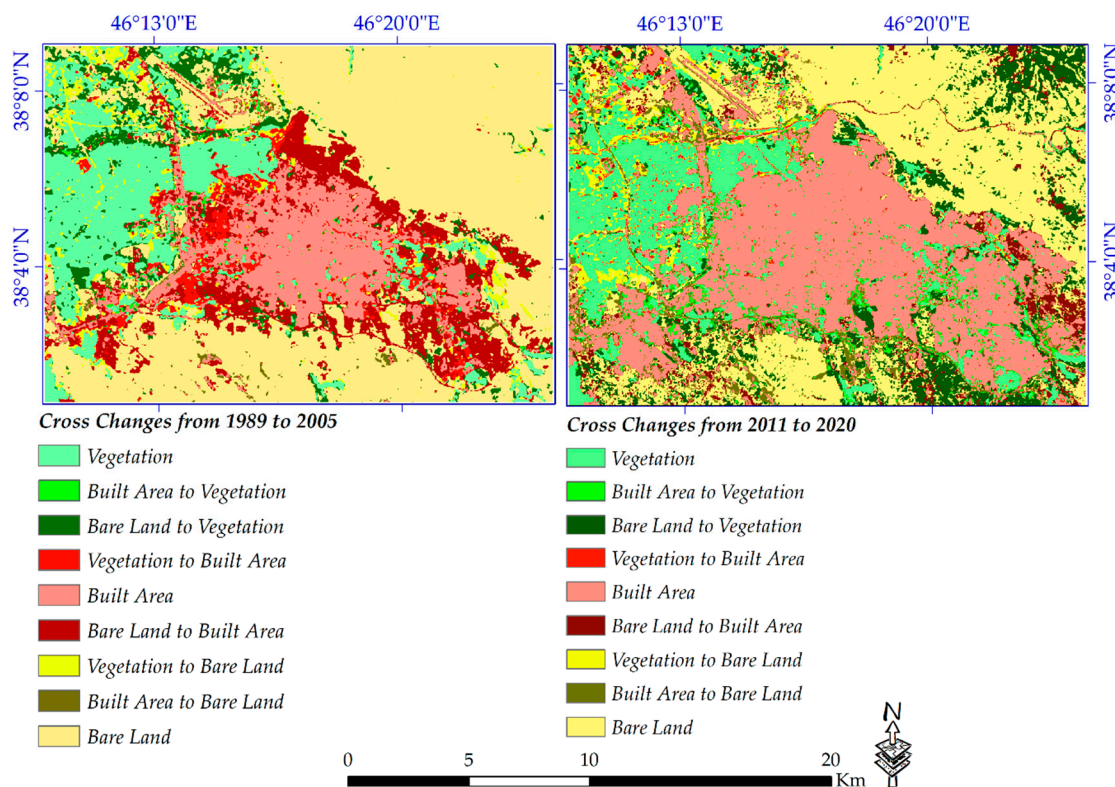 46°13'0"E
46°20'0"E
46°13'0"E
46°20'0"E
38°8'0"N
38°4'0"N
38°8'0"N
38°4'0"N
Cross Changes from 1989 to 2005
Vegetation
Built Area to Vegetation
Bare Land to Vegetation
Vegetation to Built Area
Built Area
Bare Land to Built Area
Vegetation to Bare Land
Built Area to Bare Land
Bare Land
Cross Changes from 2011 to 2020
Vegetation
Built Area to Vegetation
Bare Land to Vegetation
Vegetation to Built Area
Built Area
Bare Land to Built Area
Vegetation to Bare Land
Built Area to Bare Land
Bare Land
N
0 5 10 20
Km